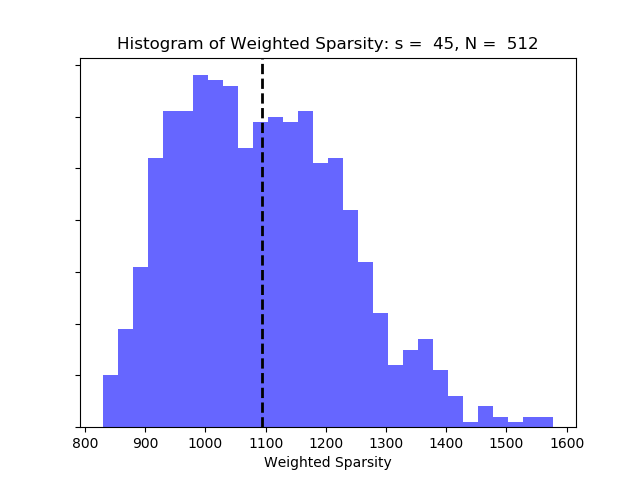 Histogram of Weighted Sparsity: s =  45, N =  512
800 900 1000 1100 1200 1300 1400 1500 1600
Weighted Sparsity